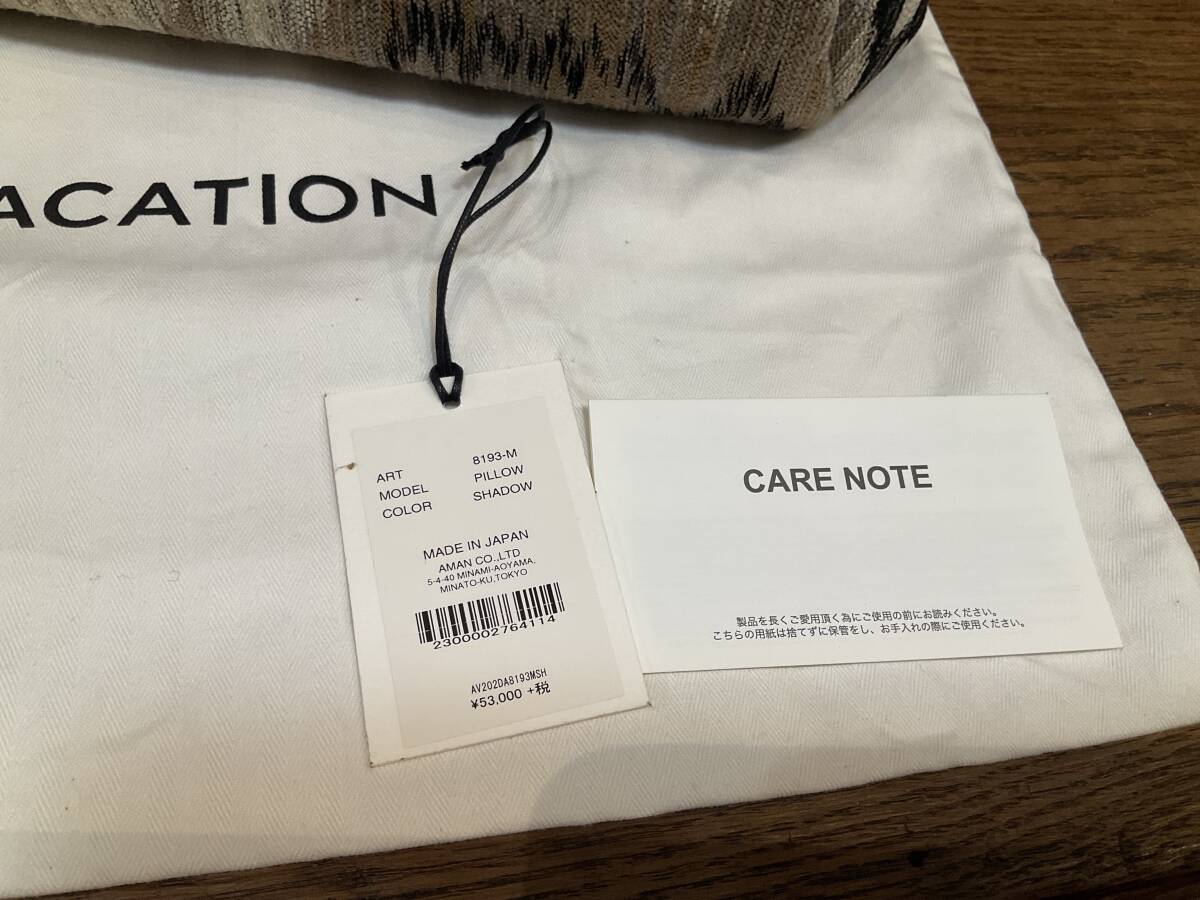 ACATION
ART 8193-M
MODEL PILLOW
COLOR SHADOW
MADE IN JAPAN
AMAN CO.,LTD
5-4-40 MINAMI-AOYAMA,
MINATO-KU,TOKYO
2300002764114
AV202DA8193MSH
¥53,000 +税
CARE NOTE
製品を長くご愛用頂く為にご使用の前にお読みください。
こちらの用紙は捨てずに保管をし、お手入れの際にご使用ください。